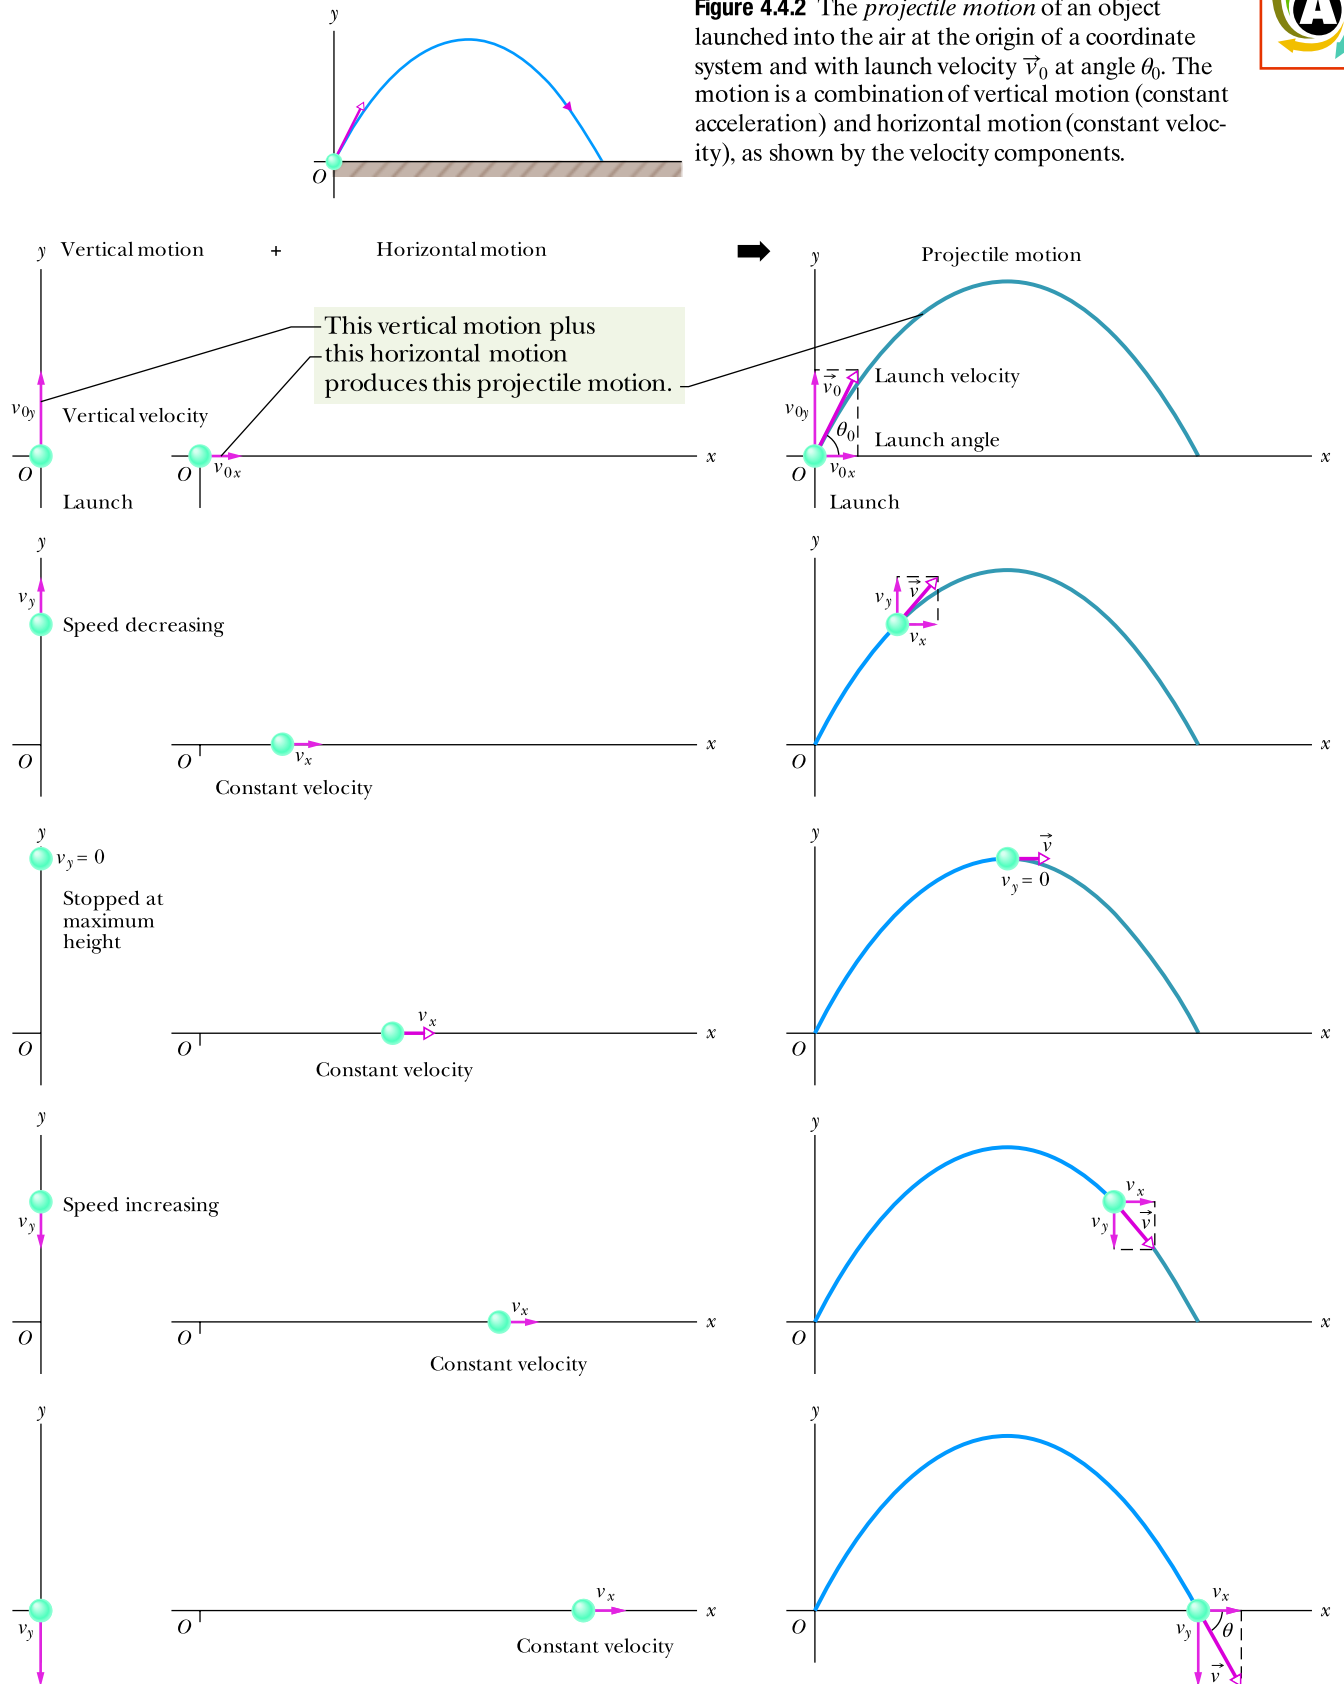 y
Figure 4.4.2 The projectile motion of an object
launched into the air at the origin of a coordinate
system and with launch velocity v⃗0 at angle θ0. The
motion is a combination of vertical motion (constant
acceleration) and horizontal motion (constant veloc-
ity), as shown by the velocity components.
A
O
y Vertical motion + Horizontal motion
y Projectile motion
This vertical motion plus
this horizontal motion
produces this projectile motion.
v0y Vertical velocity
v0y v⃗0 Launch velocity
θ0 Launch angle
O O v0x x
O v0x x
Launch
Launch
y
y
vy Speed decreasing
vy v⃗
vx
O O vx x
O x
Constant velocity
y
y
vy = 0
v⃗
vy = 0
Stopped at
maximum
height
vx
O O x
O x
Constant velocity
y
y
vy Speed increasing
vx
vy v⃗
vx
O O x
O x
Constant velocity
y
y
vx
vx
O x
O x
vy
vy θ
Constant velocity
v⃗